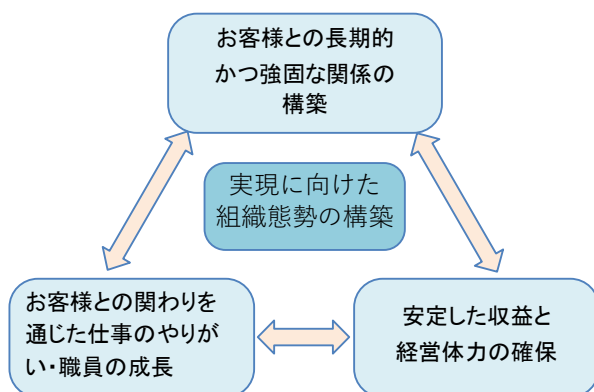 お客様との長期的
かつ強固な関係の
構築
実現に向けた
組織態勢の構築
お客様との関わりを
通じた仕事のやりが
い・職員の成長
安定した収益と
経営体力の確保